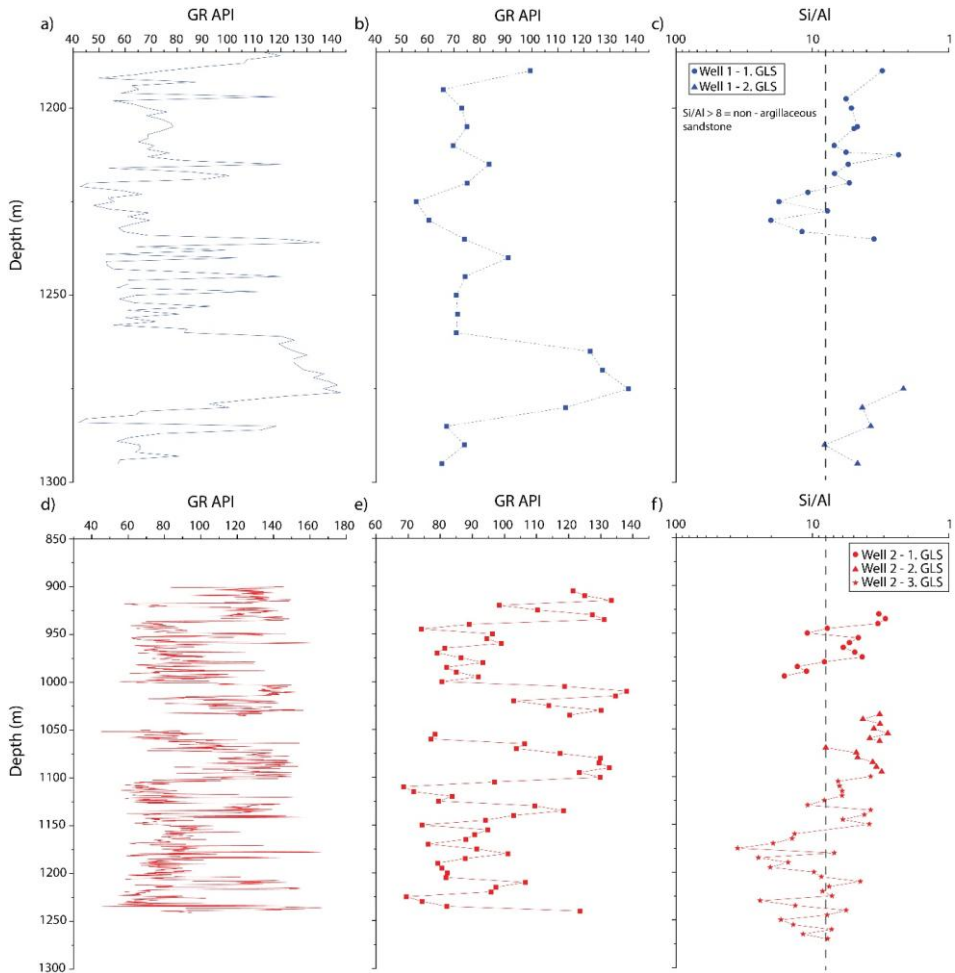 a)
GR API
40 50 60 70 80 90 100 110 120 130 140
Depth (m)
1200
1250
1300
b)
GR API
40 50 60 70 80 90 100 110 120 130 140
c)
Si/Al
100 10 1
Well 1 - 1. GLS
Well 1 - 2. GLS
Si/Al > 8 = non - argillaceous
sandstone
d)
GR API
40 60 80 100 120 140 160
Depth (m)
850
900
950
1000
1050
1100
1150
1200
1250
1300
e)
GR API
60 70 80 90 100 110 120 130 140
f)
Si/Al
100 10 1
Well 2 - 1. GLS
Well 2 - 2. GLS
Well 2 - 3. GLS